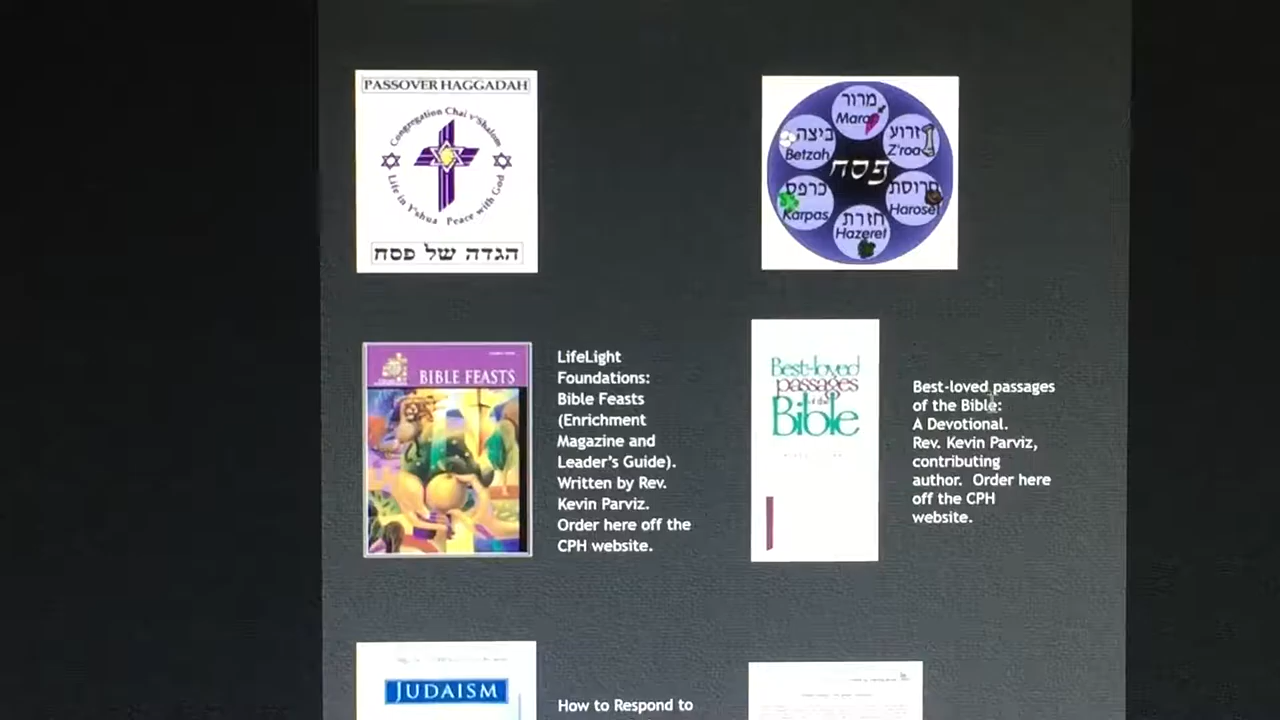 PASSOVER HAGGADAH
Congregation Chai v'Shalom
Life in Y'shua Peace with God
הגדה של פסח
מרור
Maror
ביצה
Betzah
זרוע
Z'roa
פסח
כרפס
Karpas
חרוסת
Haroset
חזרת
Hazeret
BIBLE FEASTS
LifeLight
Foundations:
Bible Feasts
(Enrichment
Magazine and
Leader's Guide).
Written by Rev.
Kevin Parviz.
Order here off the
CPH website.
Best-loved
passages
of the
Bible
Best-loved passages
of the Bible:
A Devotional.
Rev. Kevin Parviz,
contributing
author. Order here
off the CPH
website.
JUDAISM
How to Respond to